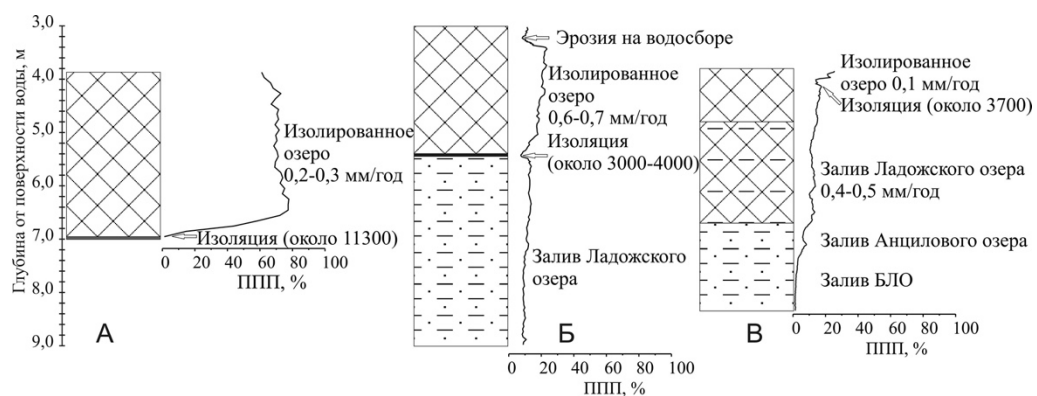 Глубина от поверхности воды, м
3,0
4,0
5,0
6,0
7,0
8,0
9,0
Изолированное
озеро
0,2-0,3 мм/год
Изоляция (около 11300)
0 20 40 60 80 100
ППП, %
А
Эрозия на водосборе
Изолированное
озеро
0,6-0,7 мм/год
Изоляция
(около 3000-4000)
Залив Ладожского
озера
Б
0 20 40 60 80 100
ППП, %
Изолированное
озеро 0,1 мм/год
Изоляция (около 3700)
Залив Ладожского озера
0,4-0,5 мм/год
Залив Анцилового озера
Залив БЛО
В
0 20 40 60 80 100
ППП, %